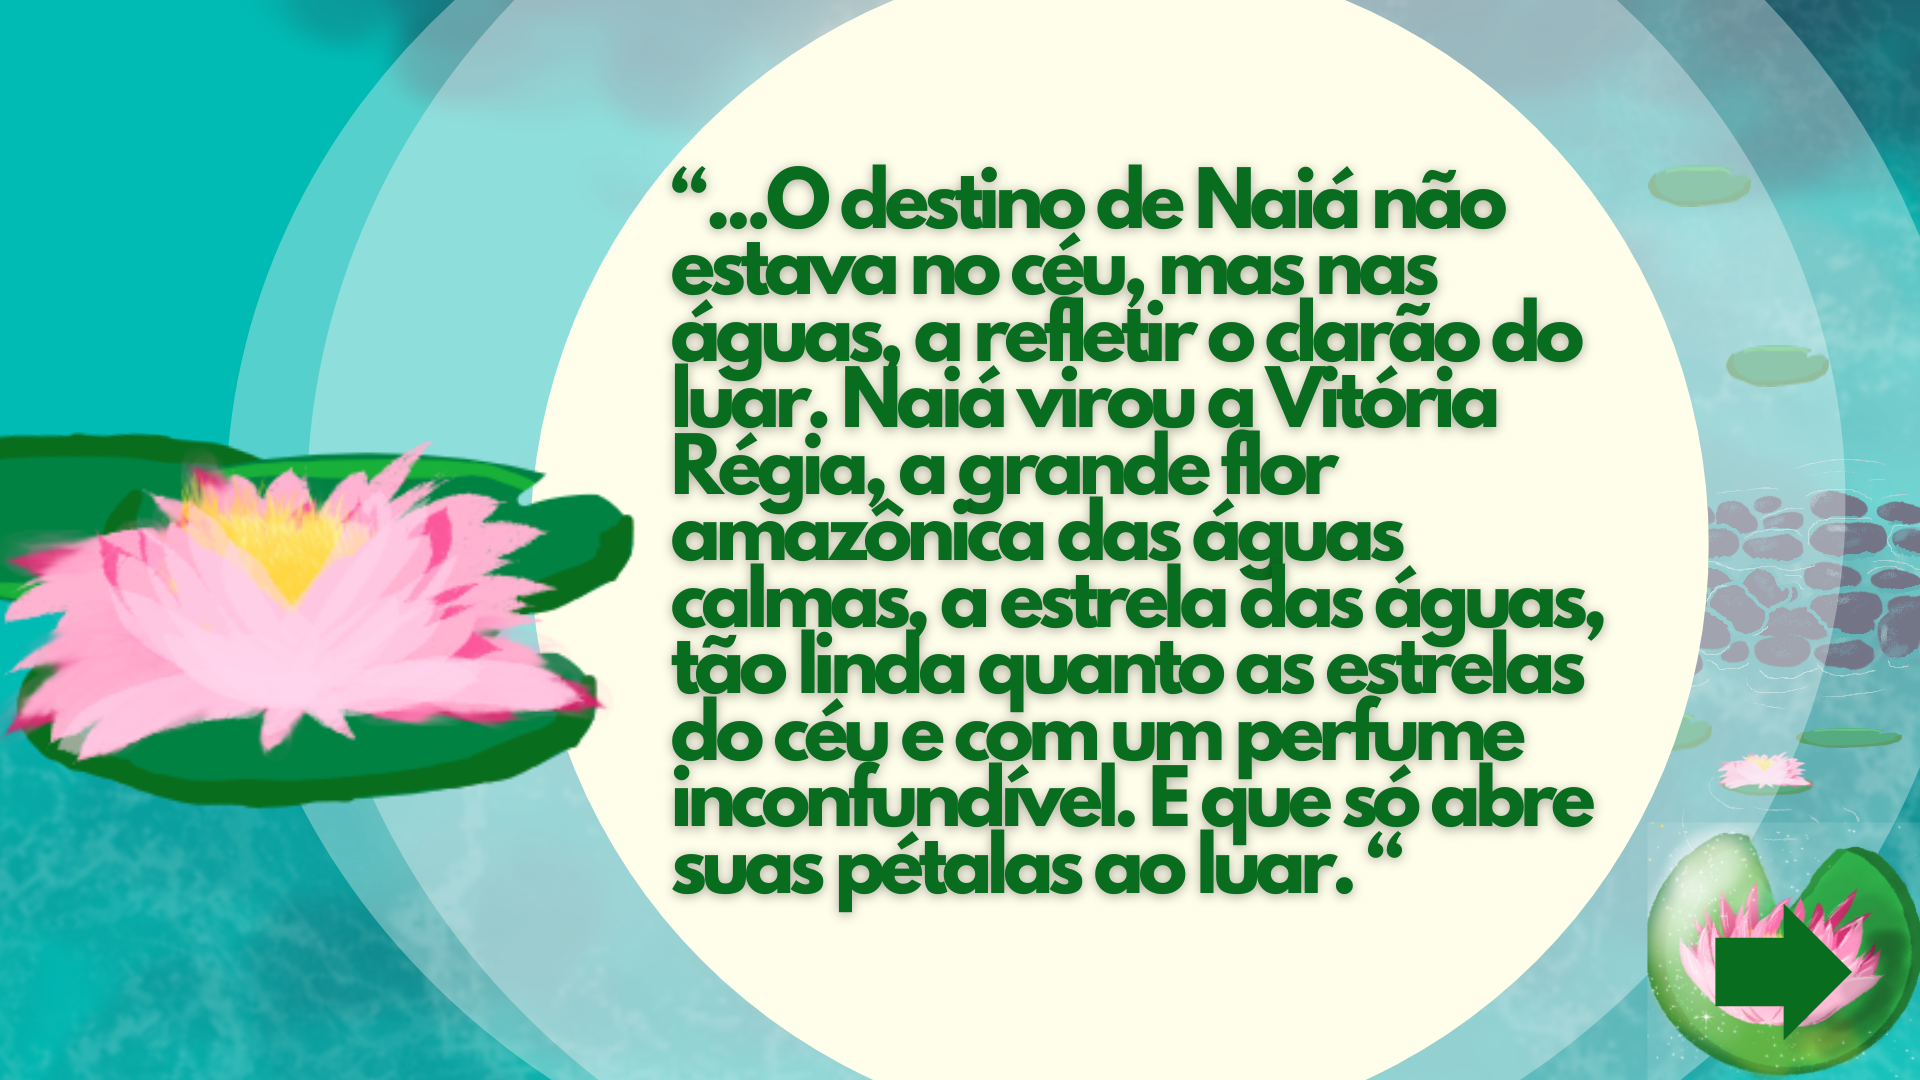 “...O destino de Naiá não
estava no céu, mas nas
águas, a refletir o clarão do
luar. Naiá virou a Vitória
Régia, a grande flor
amazônica das águas
calmas, a estrela das águas,
tão linda quanto as estrelas
do céu e com um perfume
inconfundível. E que só abre
suas pétalas ao luar. “